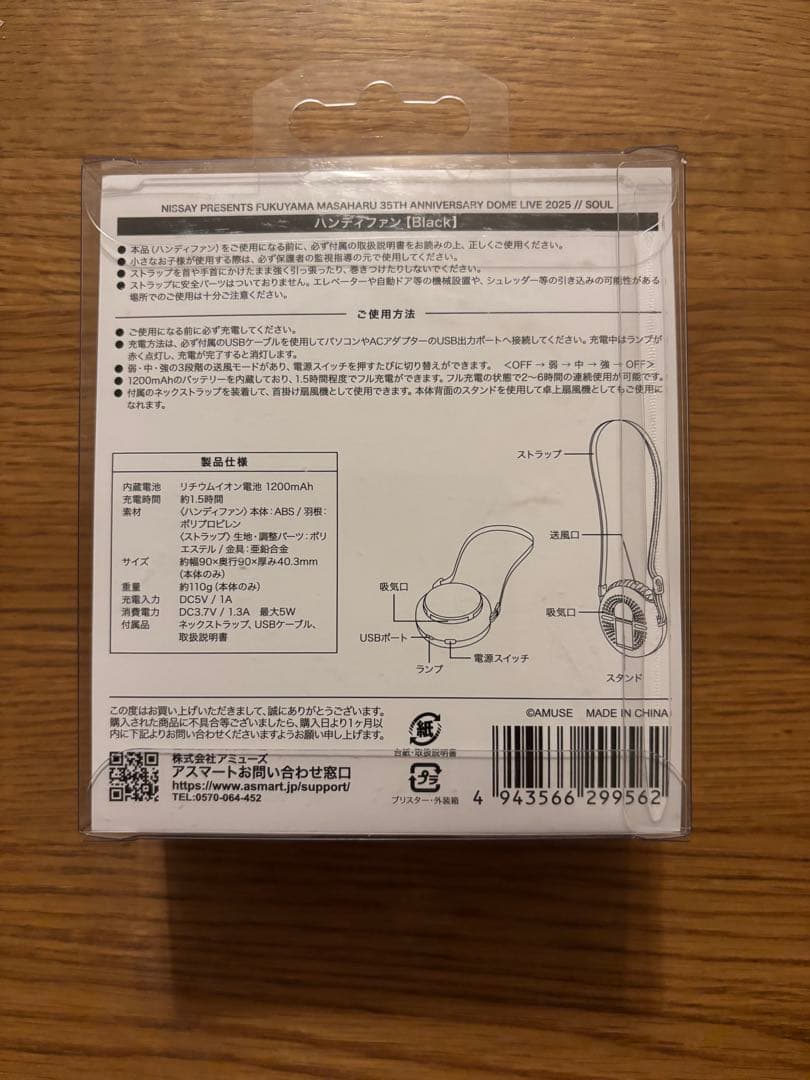 NISSAY PRESENTS FUKUYAMA MASAHARU 35TH ANNIVERSARY DOME LIVE 2025 // SOUL
ハンディファン【Black】
● 本品（ハンディファン）をご使用になる前に、必ず付属の取扱説明書をお読みの上、正しくご使用ください。
● 小さなお子様が使用する際は、必ず保護者の監視指導の元で使用してください。
● ストラップを首や手首にかけたまま強く引っ張ったり、巻きつけたりしないでください。
● ストラップに安全パーツはついておりません。エレベーターや自動ドア等の機械設置や、シュレッダー等の引き込みの可能性がある
場所でのご使用は十分ご注意ください。
ご使用方法
● ご使用になる前に必ず充電してください。
● 充電方法は、必ず付属のUSBケーブルを使用してパソコンやACアダプターのUSB出力ポートへ接続してください。充電中はランプが
赤く点灯し、充電が完了すると消灯します。
● 弱・中・強の3段階の送風モードがあり、電源スイッチを押すたびに切り替えができます。 <OFF → 弱 → 中 → 強 → OFF>
● 1200mAhのバッテリーを内蔵しており、1.5時間程度でフル充電ができます。フル充電の状態で2～6時間の連続使用が可能です。
● 付属のネックストラップを装着して、首掛け扇風機として使用できます。本体背面のスタンドを使用して卓上扇風機としてもご使用に
なれます。
製品仕様
内蔵電池 リチウムイオン電池 1200mAh
充電時間 約1.5時間
素材 〈ハンディファン〉本体：ABS / 羽根：
ポリプロピレン
〈ストラップ〉生地・調整パーツ：ポリ
エステル / 金具：亜鉛合金
サイズ 約幅90×奥行90×厚み40.3mm
（本体のみ）
重量 約110g（本体のみ）
充電入力 DC5V / 1A
消費電力 DC3.7V / 1.3A 最大5W
付属品 ネックストラップ、USBケーブル、
取扱説明書
吸気口
USBポート
ランプ
電源スイッチ
ストラップ
送風口
吸気口
スタンド
この度はお買い上げいただきまして、誠にありがとうございます。
購入された商品に不具合等ございましたら、購入日より1ヶ月以
内に下記よりお問い合わせくださいますようお願い申し上げます。
株式会社アミューズ
アスマートお問い合わせ窓口
https://www.asmart.jp/support/
TEL:0570-064-452
紙
台紙・取扱説明書
プラ
ブリスター・外装箱
©AMUSE MADE IN CHINA
4 943566 299562